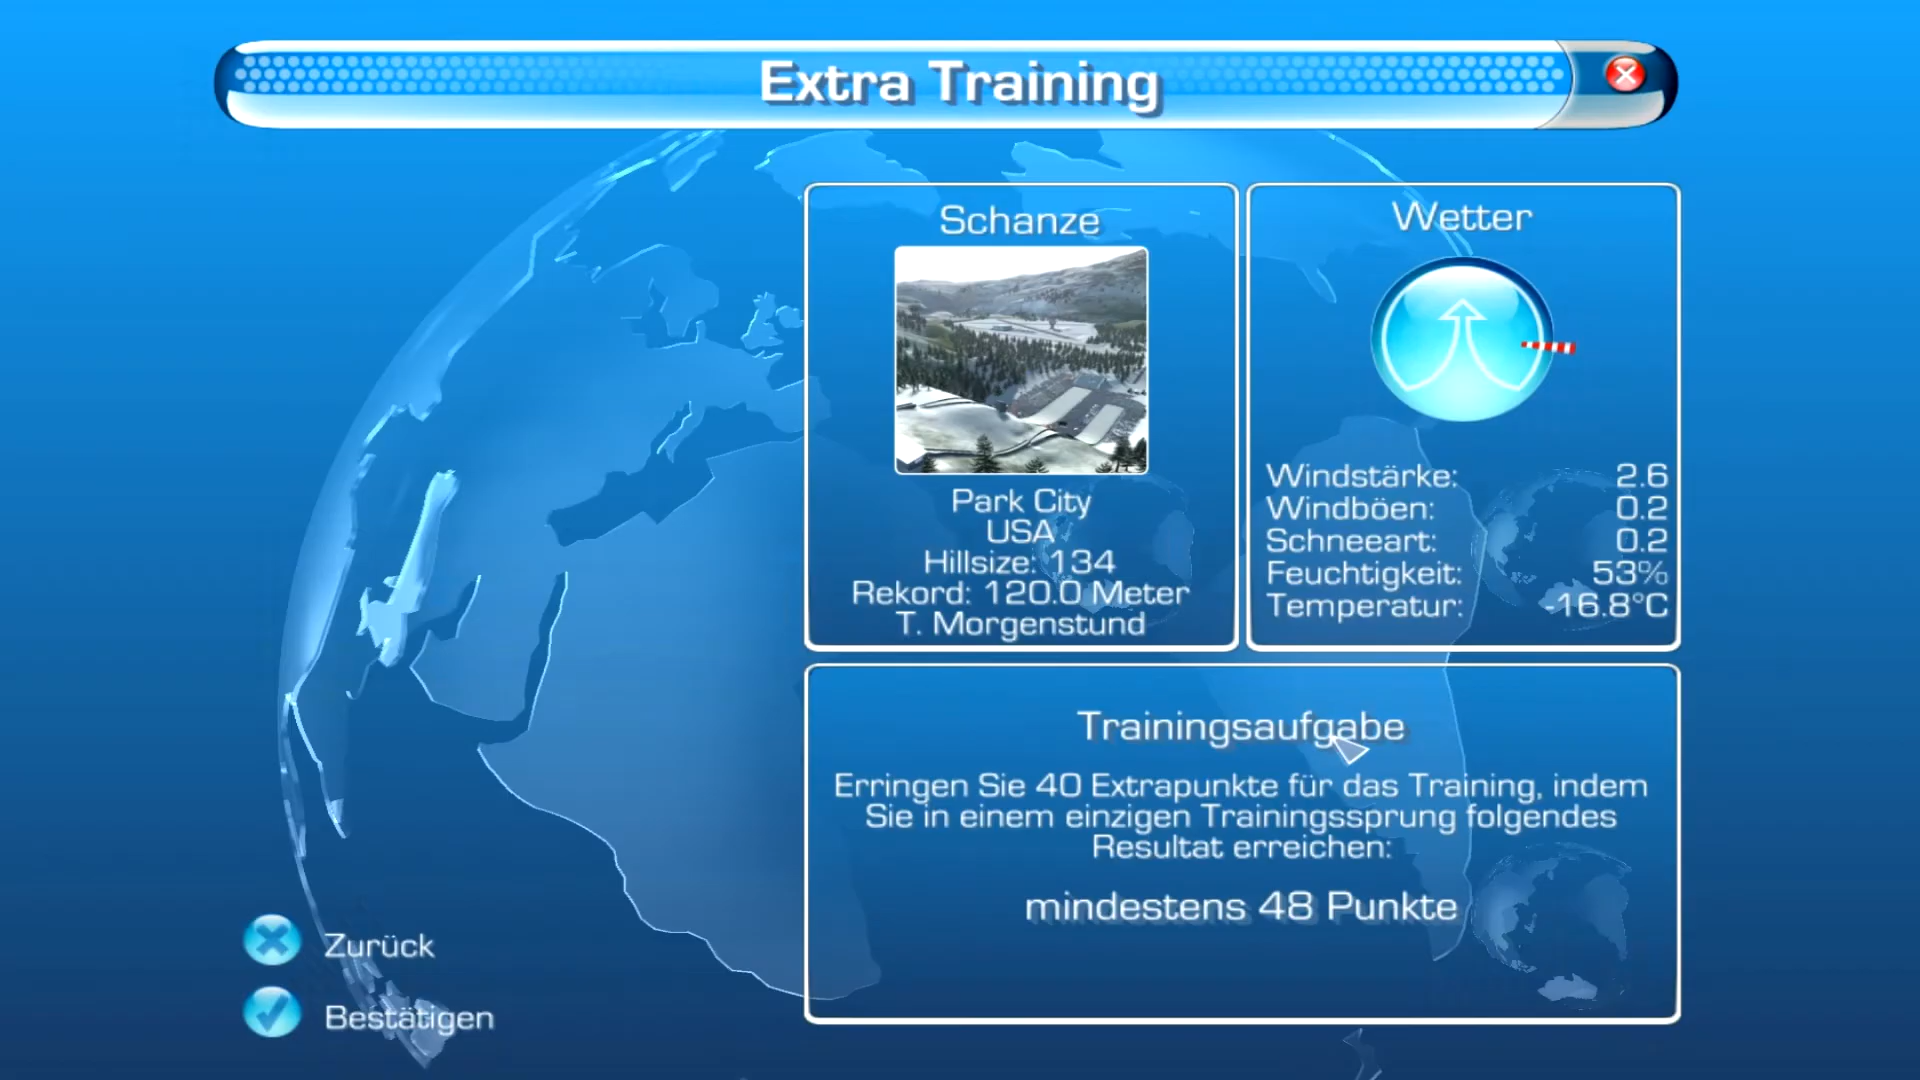 Extra Training
Schanze
Park City
USA
Hillsize: 134
Rekord: 120.0 Meter
T. Morgenstund
Wetter
Windstärke: 2.6
Windböen: 0.2
Schneeart: 0.2
Feuchtigkeit: 53%
Temperatur: -16.8°C
Trainingsaufgabe
Erringen Sie 40 Extrapunkte für das Training, indem
Sie in einem einzigen Trainingssprung folgendes
Resultat erreichen:
mindestens 48 Punkte
Zurück
Bestätigen